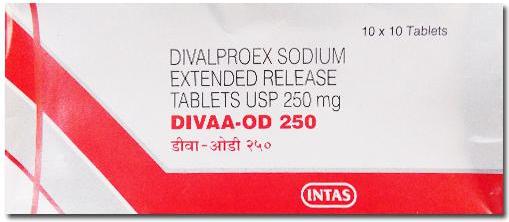 10 x 10 Tablets
DIVALPROEX SODIUM
EXTENDED RELEASE
TABLETS USP 250 mg
DIVAA-OD 250
डीवा - ओडी २५०
INTAS